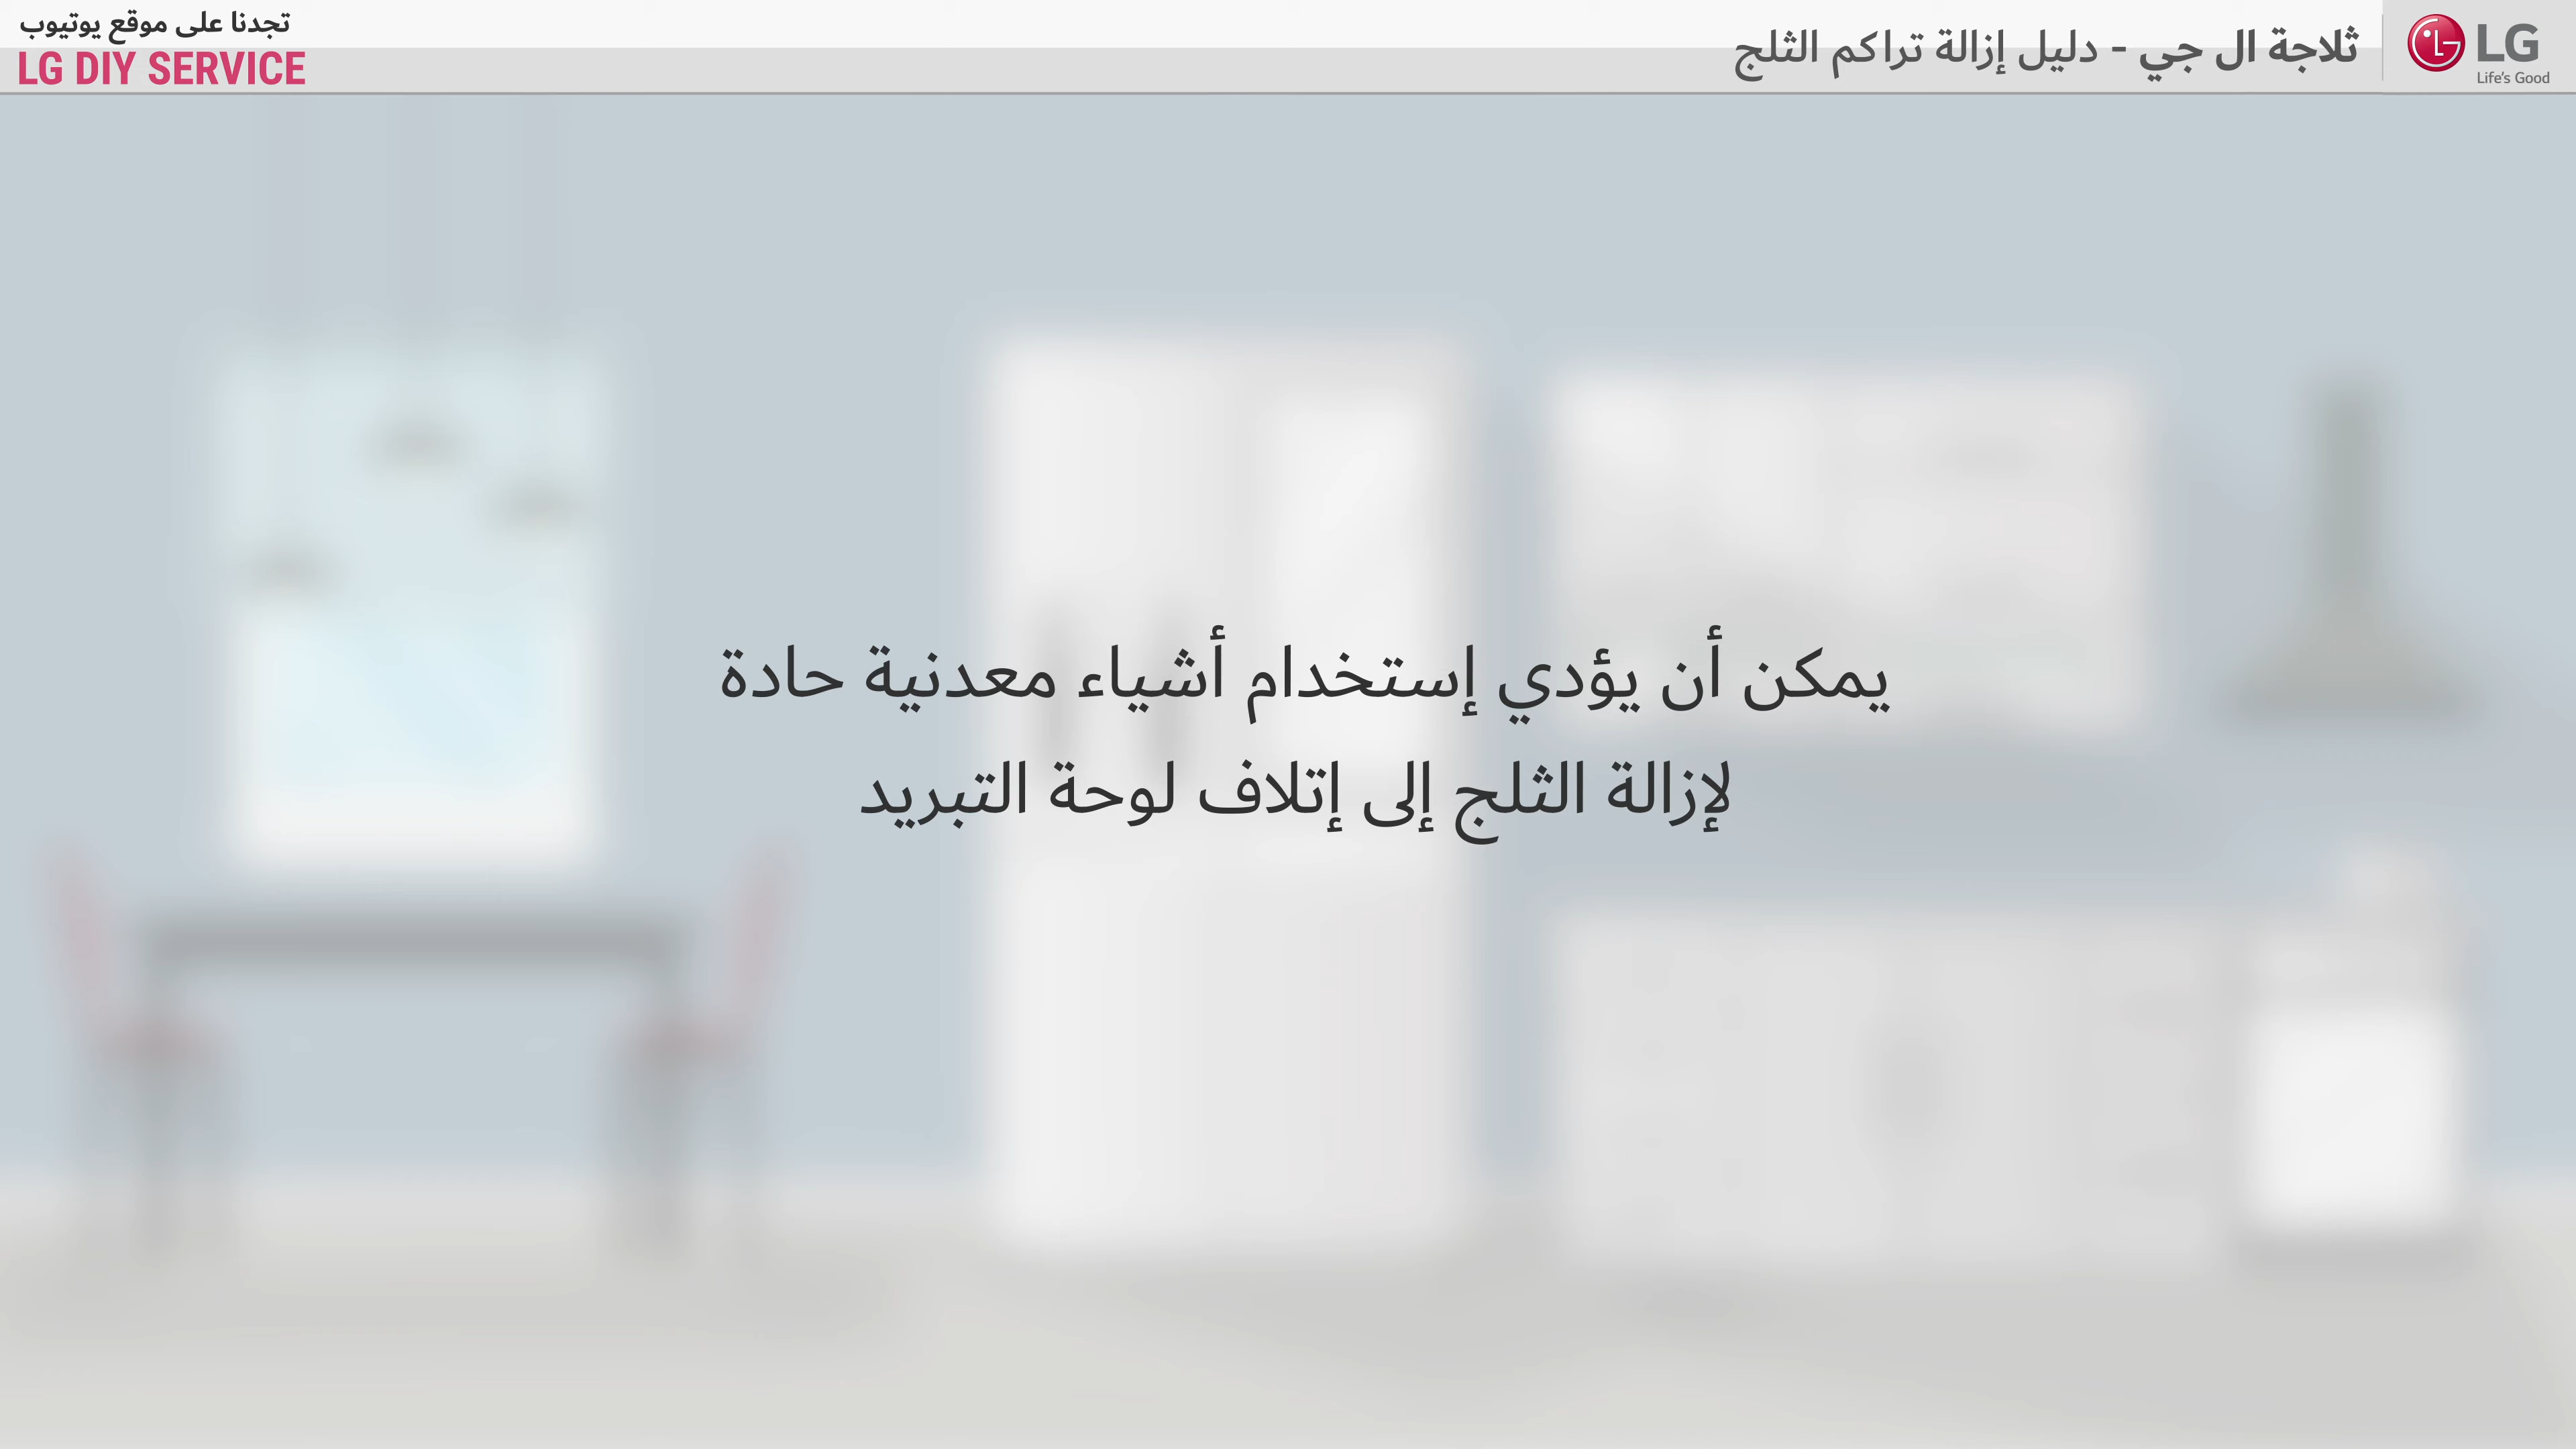 تجدنا على موقع يوتيوب
LG DIY SERVICE
ثلاجة ال جي - دليل إزالة تراكم الثلج
LG
Life's Good
يمكن أن يؤدي إستخدام أشياء معدنية حادة
لإزالة الثلج إلى إتلاف لوحة التبريد